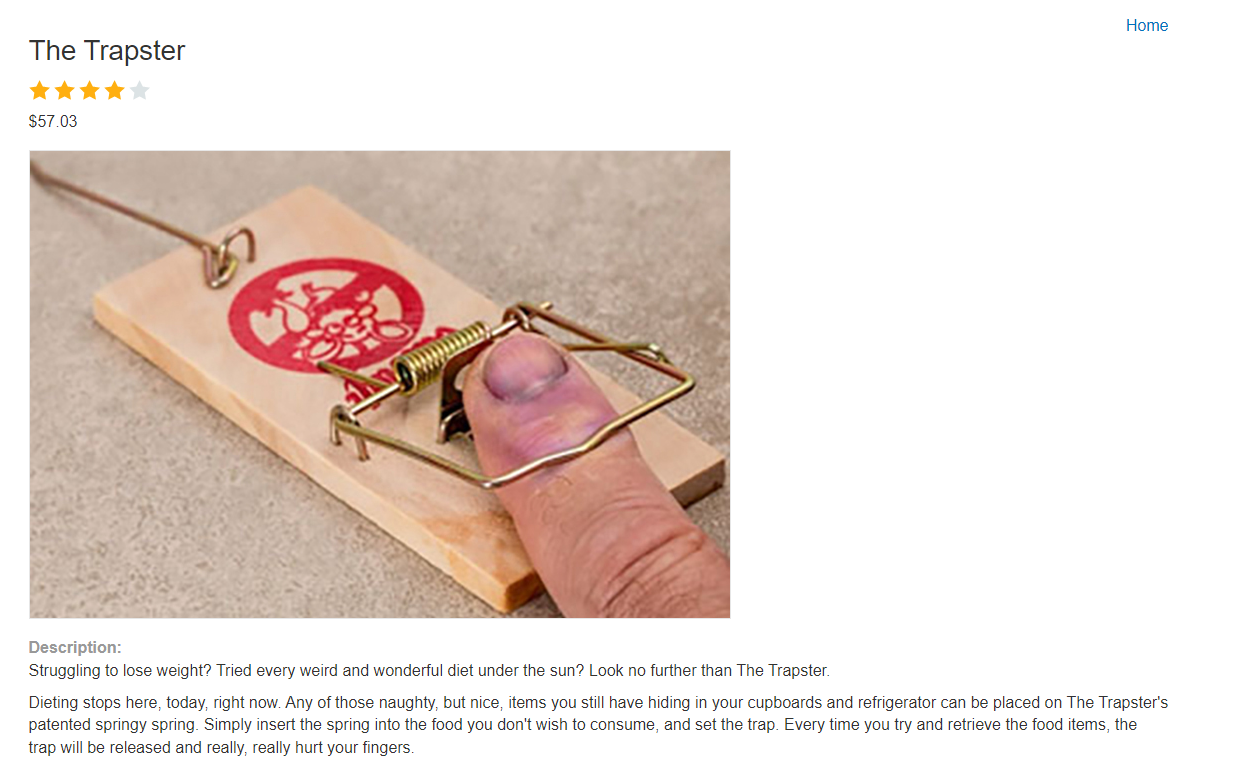 Home
The Trapster
$57.03
Description:
Struggling to lose weight? Tried every weird and wonderful diet under the sun? Look no further than The Trapster.
Dieting stops here, today, right now. Any of those naughty, but nice, items you still have hiding in your cupboards and refrigerator can be placed on The Trapster's
patented springy spring. Simply insert the spring into the food you don't wish to consume, and set the trap. Every time you try and retrieve the food items, the
trap will be released and really, really hurt your fingers.